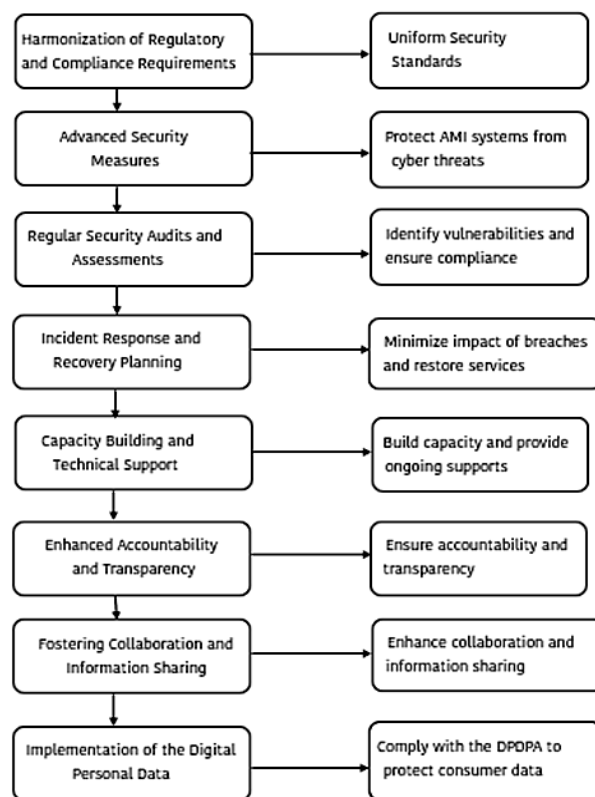 Harmonization of Regulatory
and Compliance Requirements
Uniform Security
Standards
Advanced Security
Measures
Protect AMI systems from
cyber threats
Regular Security Audits and
Assessments
Identify vulnerabilities and
ensure compliance
Incident Response and
Recovery Planning
Minimize impact of breaches
and restore services
Capacity Building and
Technical Support
Build capacity and provide
ongoing supports
Enhanced Accountability
and Transparency
Ensure accountability and
transparency
Fostering Collaboration and
Information Sharing
Enhance collaboration and
information sharing
Implementation of the Digital
Personal Data
Comply with the DPDPA to
protect consumer data